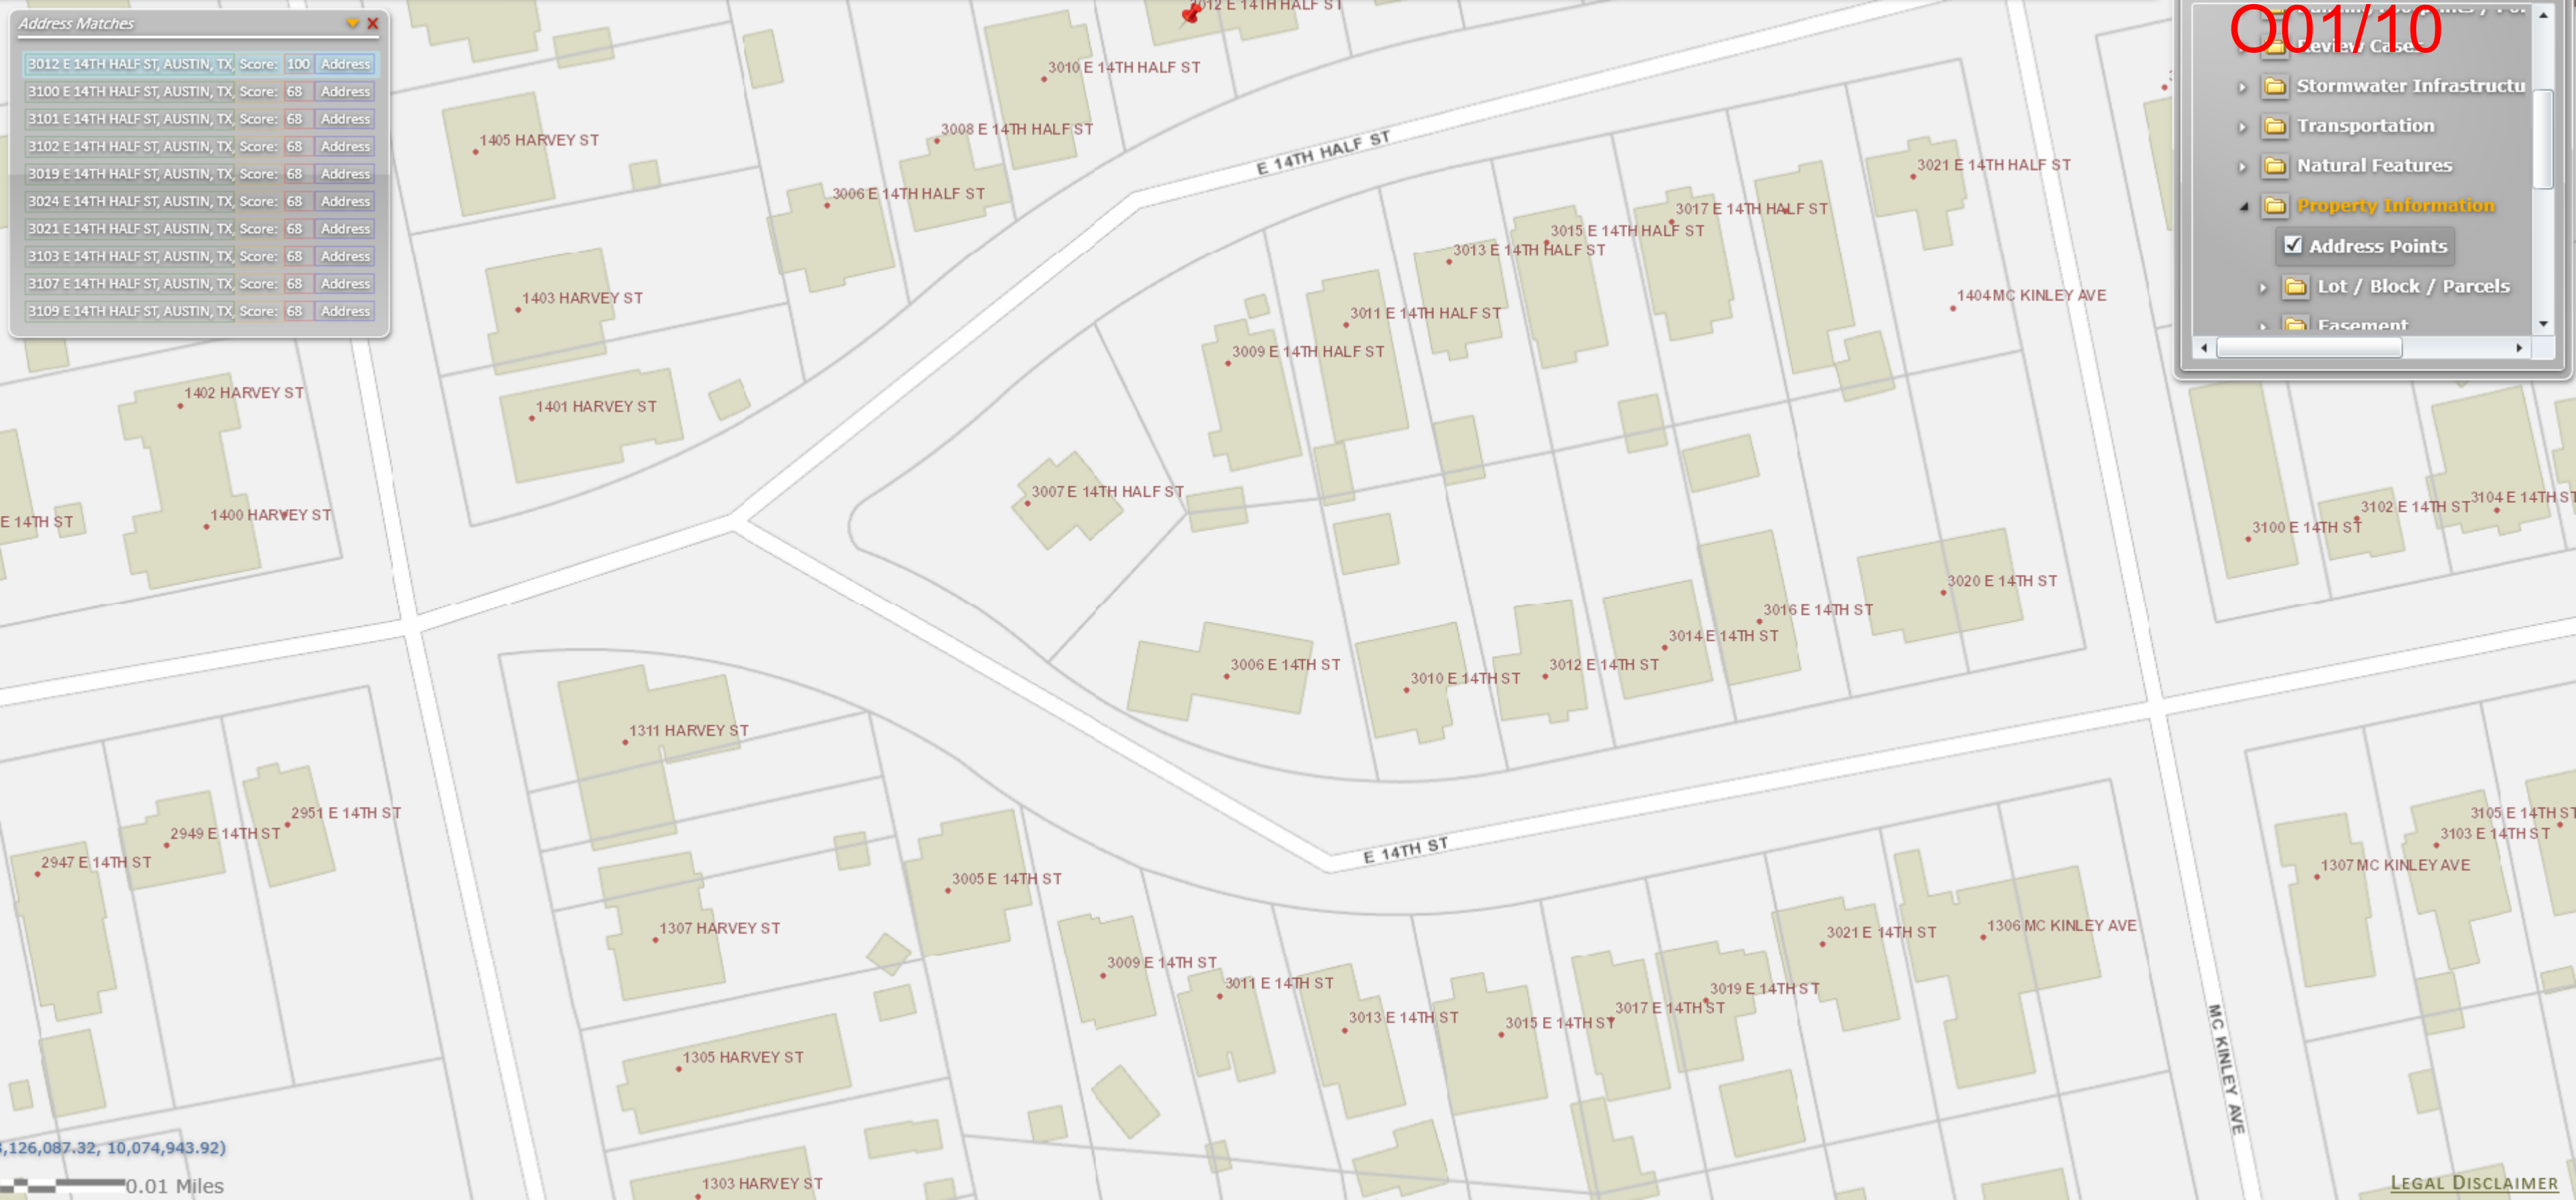 Address Matches
3012 E 14TH HALF ST, AUSTIN, TX, Score: 100 Address
3100 E 14TH HALF ST, AUSTIN, TX, Score: 68 Address
3101 E 14TH HALF ST, AUSTIN, TX, Score: 68 Address
3102 E 14TH HALF ST, AUSTIN, TX, Score: 68 Address
3019 E 14TH HALF ST, AUSTIN, TX, Score: 68 Address
3024 E 14TH HALF ST, AUSTIN, TX, Score: 68 Address
3021 E 14TH HALF ST, AUSTIN, TX, Score: 68 Address
3103 E 14TH HALF ST, AUSTIN, TX, Score: 68 Address
3107 E 14TH HALF ST, AUSTIN, TX, Score: 68 Address
3109 E 14TH HALF ST, AUSTIN, TX, Score: 68 Address
O01/10
Review Cases
Stormwater Infrastructu
Transportation
Natural Features
Property Information
Address Points
Lot / Block / Parcels
Easement
3012 E 14TH HALF ST
3010 E 14TH HALF ST
3008 E 14TH HALF ST
1405 HARVEY ST
E 14TH HALF ST
3006 E 14TH HALF ST
3021 E 14TH HALF ST
3017 E 14TH HALF ST
3015 E 14TH HALF ST
3013 E 14TH HALF ST
1403 HARVEY ST
1404 MC KINLEY AVE
3011 E 14TH HALF ST
3009 E 14TH HALF ST
1402 HARVEY ST
1401 HARVEY ST
3007 E 14TH HALF ST
1400 HARVEY ST
E 14TH ST
3104 E 14TH ST
3102 E 14TH ST
3100 E 14TH ST
3020 E 14TH ST
3016 E 14TH ST
3014 E 14TH ST
3012 E 14TH ST
3006 E 14TH ST
3010 E 14TH ST
1311 HARVEY ST
2951 E 14TH ST
2949 E 14TH ST
2947 E 14TH ST
E 14TH ST
3105 E 14TH ST
3103 E 14TH ST
1307 MC KINLEY AVE
3005 E 14TH ST
1307 HARVEY ST
1306 MC KINLEY AVE
3021 E 14TH ST
3009 E 14TH ST
3011 E 14TH ST
3019 E 14TH ST
3017 E 14TH ST
3013 E 14TH ST
3015 E 14TH ST
1305 HARVEY ST
MC KINLEY AVE
,126,087.32, 10,074,943.92)
0.01 Miles
1303 HARVEY ST
LEGAL DISCLAIMER